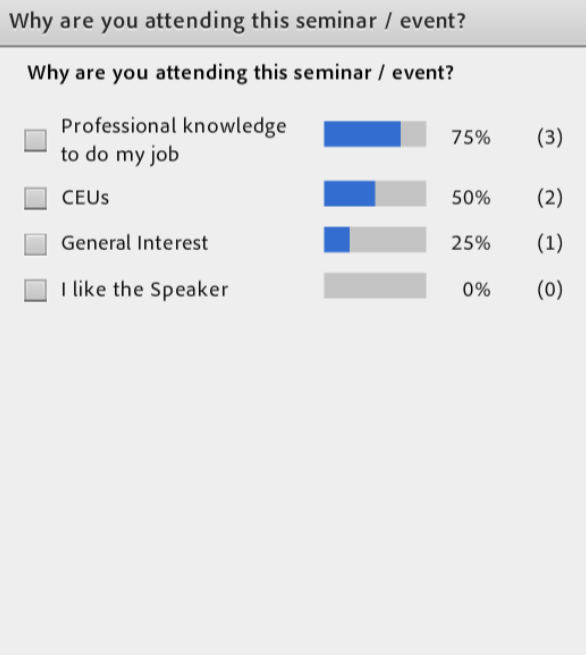 Why are you attending this seminar / event?
Why are you attending this seminar / event?
Professional knowledge
to do my job 75% (3)
CEUs 50% (2)
General Interest 25% (1)
I like the Speaker 0% (0)